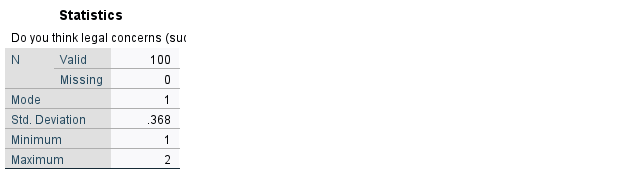 Statistics
Do you think legal concerns
N Valid 100
Missing 0
Mode 1
Std. Deviation .368
Minimum 1
Maximum 2